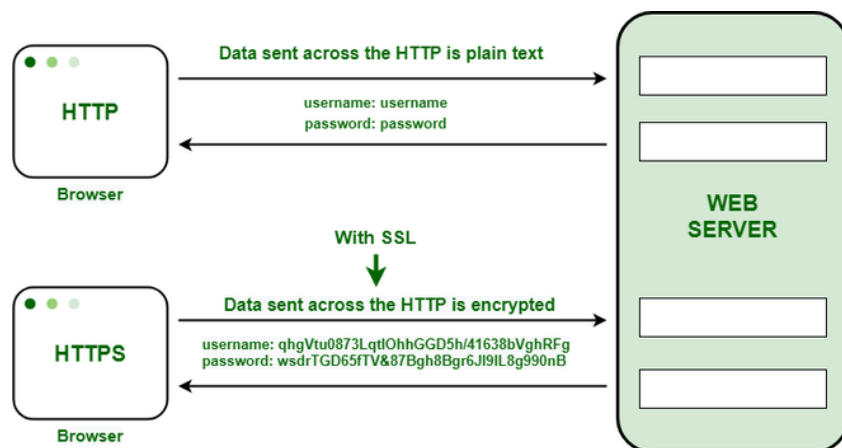 Data sent across the HTTP is plain text
HTTP
username: username
password: password
Browser
WEB
SERVER
With SSL
Data sent across the HTTP is encrypted
HTTPS
username: qhgVtu0873LqtlOhhGGD5h/41638bVghRFg
password: wsdrTGD65fTV&87Bgh8Bgr6Jl9IL8g990nB
Browser